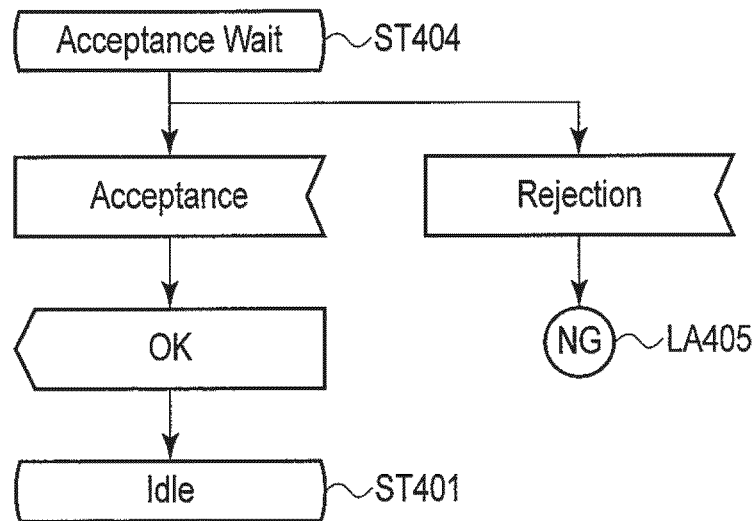 Acceptance Wait
ST404
Acceptance
Rejection
OK
NG
LA405
Idle
ST401